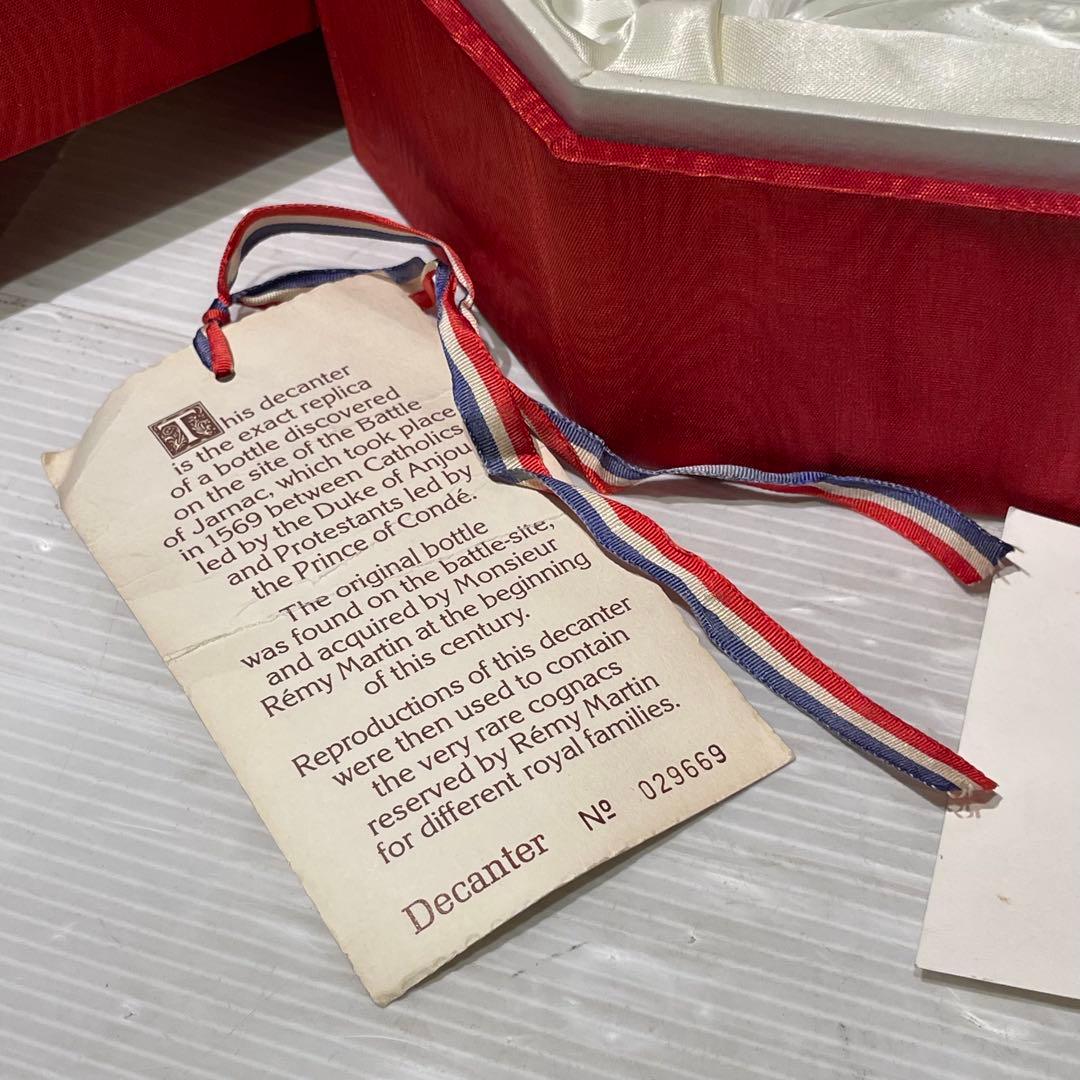 This decanter
is the exact replica
of a bottle discovered
on the site of the Battle
of Jarnac, which took place
in 1569 between Catholics
led by the Duke of Anjou
and Protestants led by
the Prince of Condé.
The original bottle
was found on the battle-site,
and acquired by Monsieur
Rémy Martin at the beginning
of this century.
Reproductions of this decanter
were then used to contain
the very rare cognacs
reserved by Rémy Martin
for different royal families.
Decanter Nº 029669